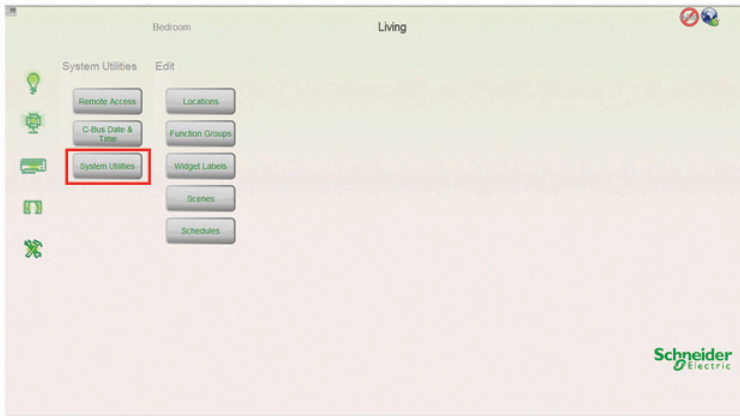 Bedroom
Living
System Utilities
Edit
Remote Access
Locations
C-Bus Date &
Time
Function Groups
System Utilities
Widget Labels
Scenes
Schedules
Schneider
Electric